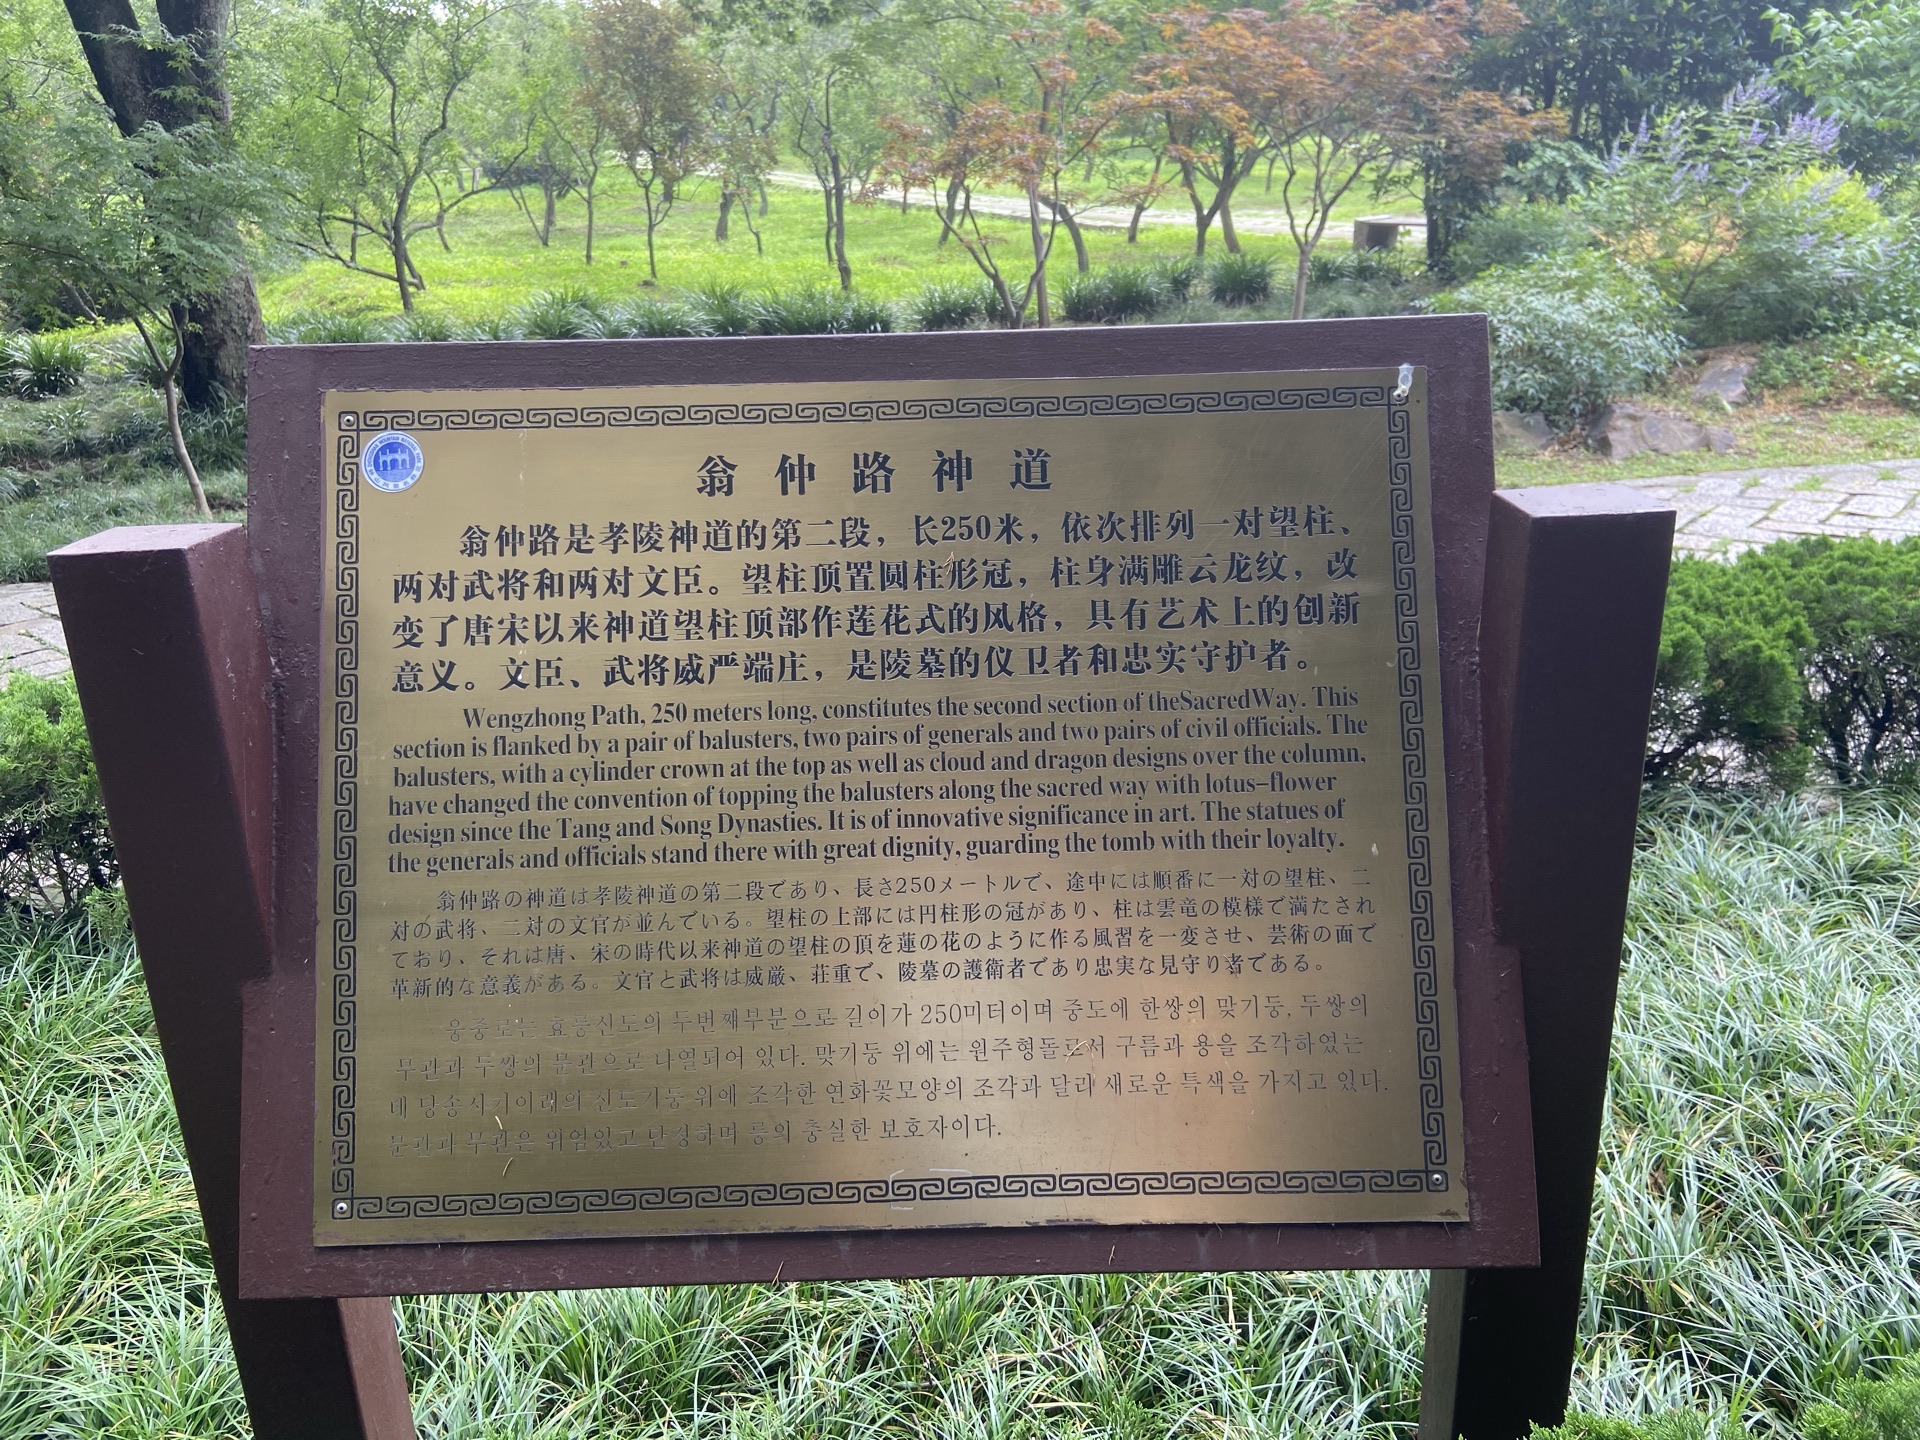 翁仲路神道
翁仲路是孝陵神道的第二段，长250米，依次排列一对望柱、
两对武将和两对文臣。望柱顶置圆柱形冠，柱身满雕云龙纹，改
变了唐宋以来神道望柱顶部作莲花式的风格，具有艺术上的创新
意义。文臣、武将威严端庄，是陵墓的仪卫者和忠实守护者。
Wengzhong Path, 250 meters long, constitutes the second section of theSacredWay. This
section is flanked by a pair of balusters, two pairs of generals and two pairs of civil officials. The
balusters, with a cylinder crown at the top as well as cloud and dragon designs over the column,
have changed the convention of topping the balusters along the sacred way with lotus-flower
design since the Tang and Song Dynasties. It is of innovative significance in art. The statues of
the generals and officials stand there with great dignity, guarding the tomb with their loyalty.
翁仲路の神道は孝陵神道の第二段であり、長さ250メートルで、途中には順番に一対の望柱、二
対の武将、二対の文官が並んでいる。望柱の上部には円柱形の冠があり、柱は雲竜の模様で満たされ
ており、それは唐、宋の時代以来神道の望柱の頂を蓮の花のように作る風習を一変させ、芸術の面で
革新的な意義がある。文官と武将は威厳、荘重で、陵墓の護衛者であり忠実な見守り者である。
옹중로는 효릉신도의 두번째부분으로 길이가 250미터이며 중도에 한쌍의 맞기둥, 두쌍의
무관과 두쌍의 문관으로 나열되어 있다. 맞기둥 위에는 원주형돌로서 구름과 용을 조각하였는
데 당송시기이래의 신도기둥 위에 조각한 연화꽃모양의 조각과 달리 새로운 특색을 가지고 있다.
문관과 무관은 위엄있고 단장하며 릉의 충실한 보호자이다.